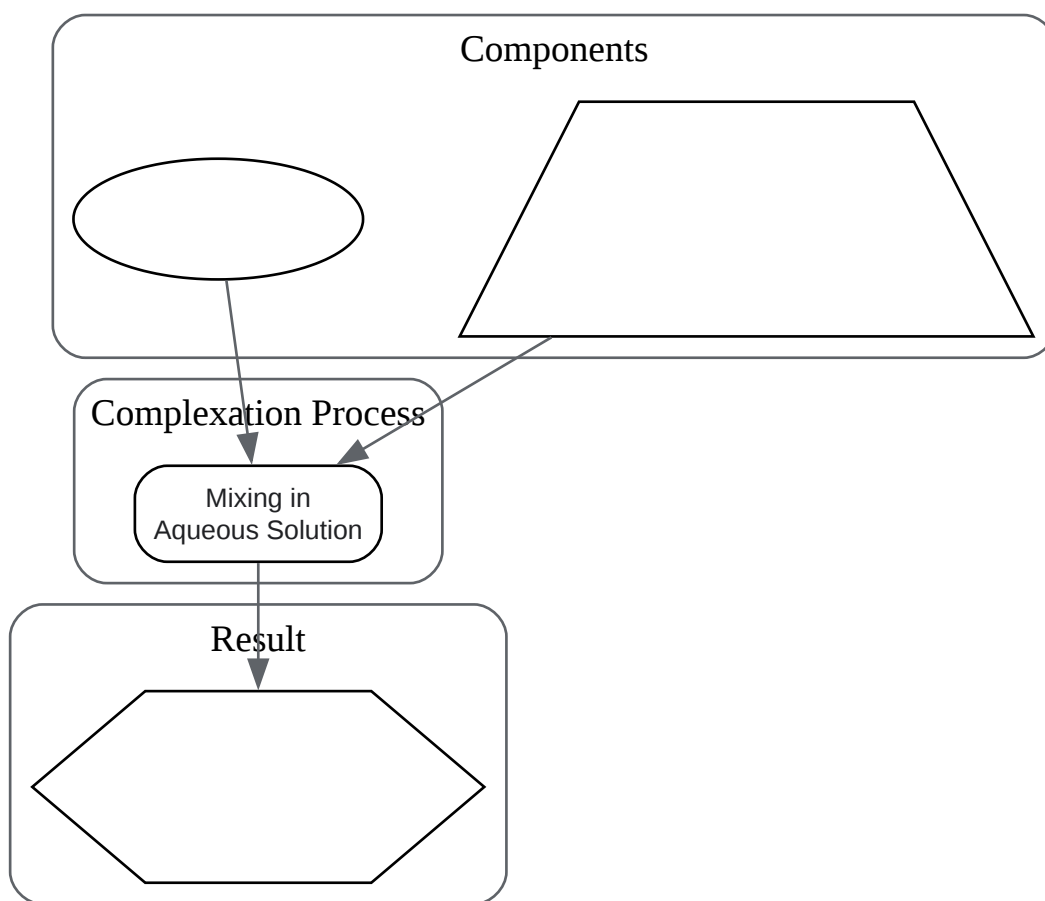 Components
Complexation Process
Mixing in
Aqueous Solution
Result